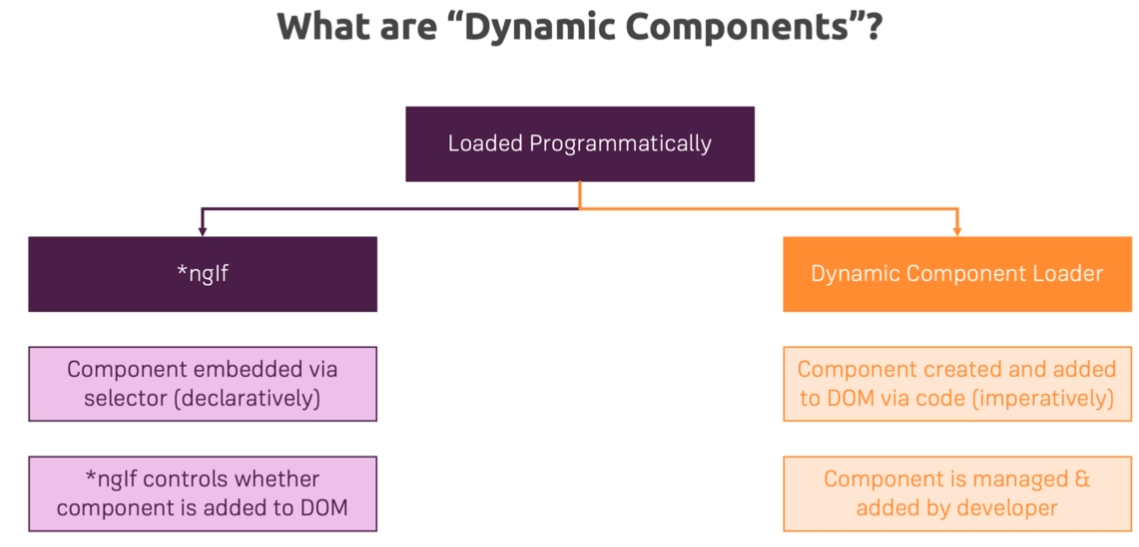 What are “Dynamic Components”?
Loaded Programmatically
*ngIf
Dynamic Component Loader
Component embedded via
selector (declaratively)
Component created and added
to DOM via code (imperatively)
*ngIf controls whether
component is added to DOM
Component is managed &
added by developer